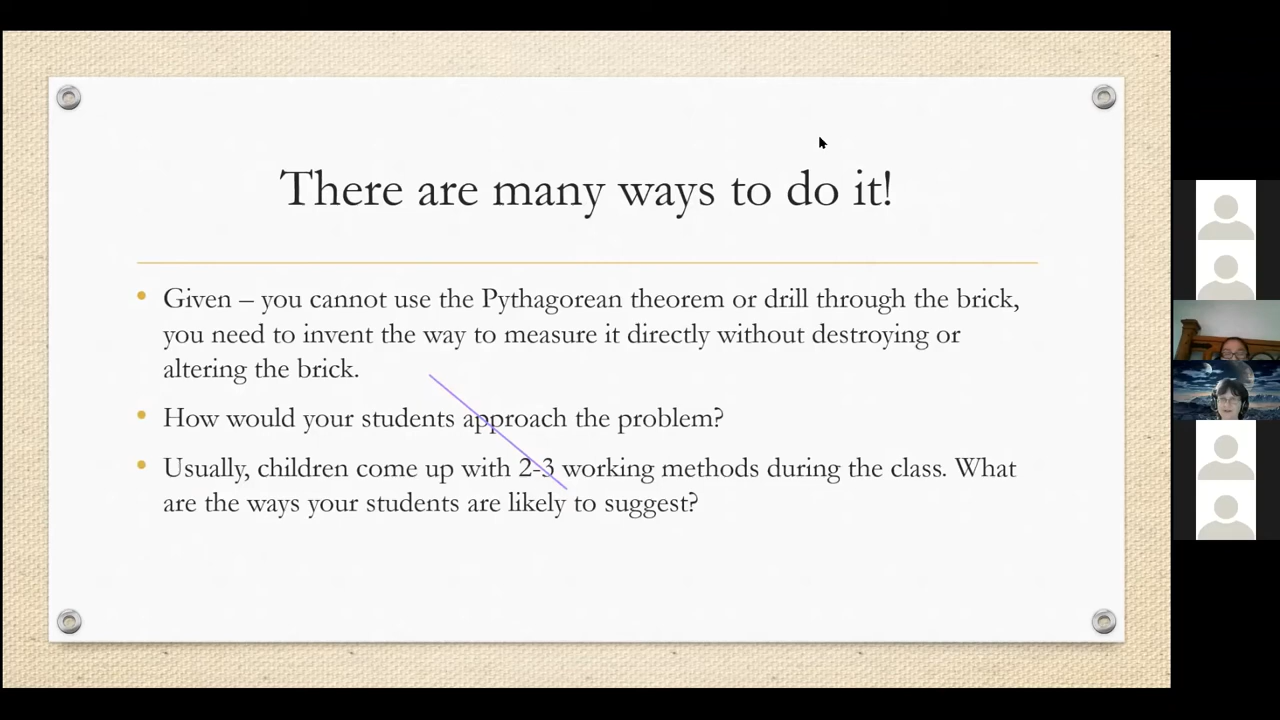 There are many ways to do it!
Given – you cannot use the Pythagorean theorem or drill through the brick,
you need to invent the way to measure it directly without destroying or
altering the brick.
How would your students approach the problem?
Usually, children come up with 2-3 working methods during the class. What
are the ways your students are likely to suggest?